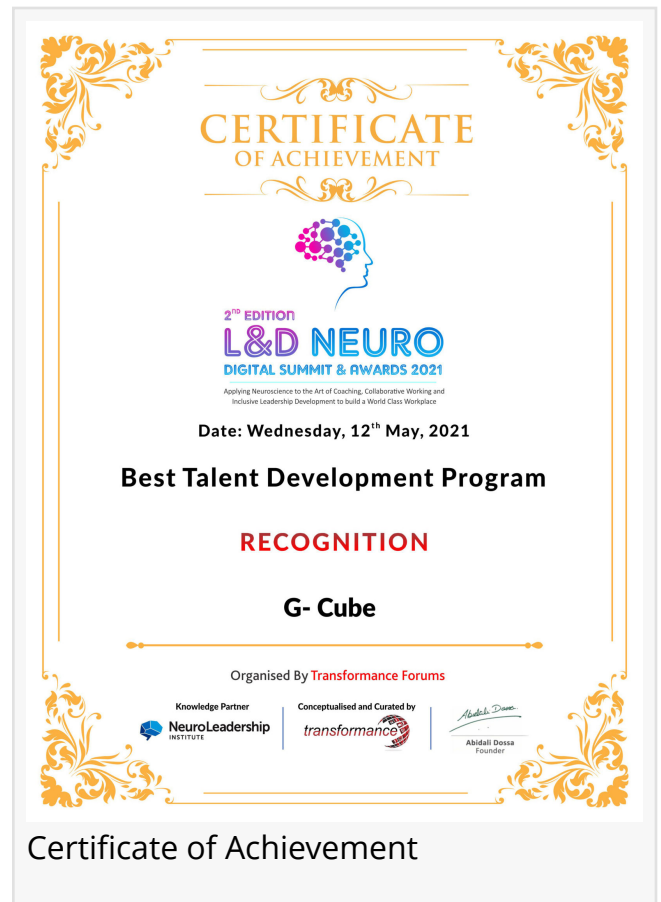 CERTIFICATE
OF ACHIEVEMENT
2ND EDITION
L&D NEURO
DIGITAL SUMMIT & AWARDS 2021
Applying Neuroscience to the Art of Coaching, Collaborative Working and
Inclusive Leadership Development to build a World Class Workplace
Date: Wednesday, 12th May, 2021
Best Talent Development Program
RECOGNITION
G- Cube
Organised By Transformance Forums
Knowledge Partner
NeuroLeadership
INSTITUTE
Conceptualised and Curated by
transformance
Abidali Dossa
Abidali Dossa
Founder
Certificate of Achievement